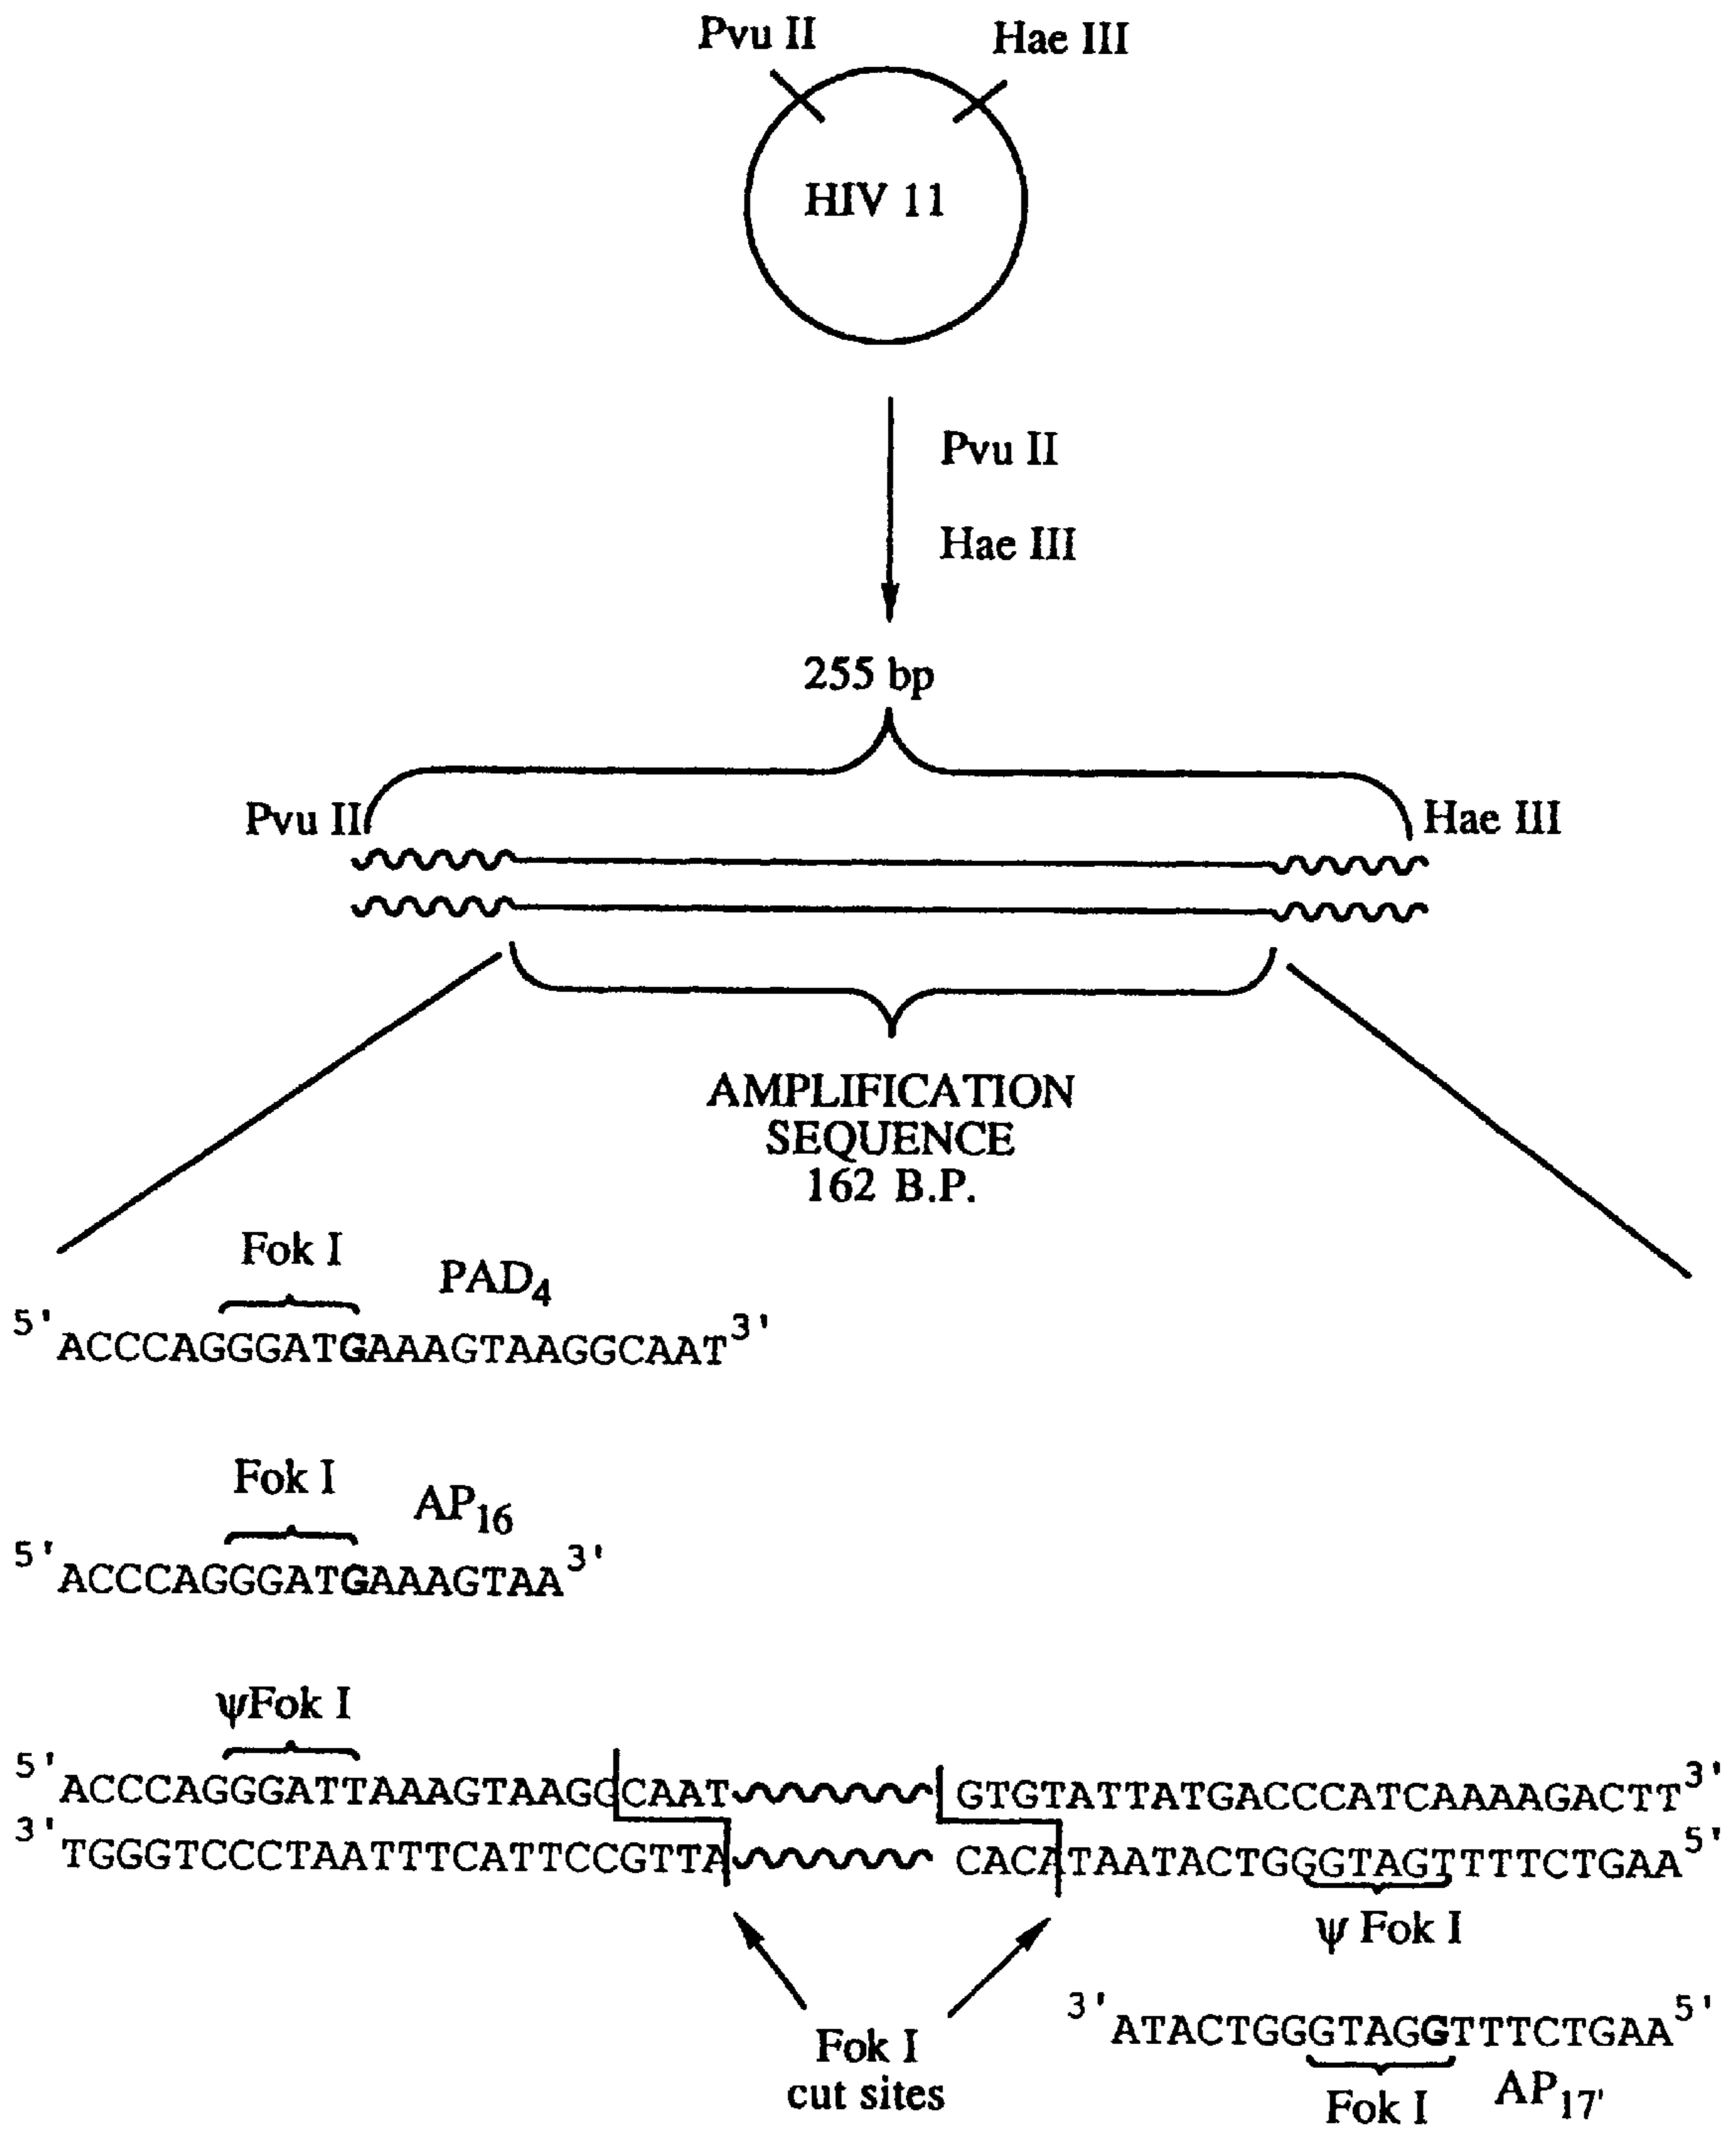 Pvu II
Hae III
HIV 11
Pvu II
Hae III
255 bp
Pvu II
Hae III
AMPLIFICATION
SEQUENCE
162 B.P.
Fok I
PAD4
5' ACCCAGGGATGAAAGTAAGGCAAT 3'
Fok I
AP16
5' ACCCAGGGATGAAAGTAA 3'
ψFok I
5' ACCCAGGGATTAAAGTAAGGCAAT GTGTATTATGACCCATCAAAAGACTT 3'
3' TGGGTCCCTAATTTCATTCCGTTA CACATAATACTGGGTAGTTTTCTGAA 5'
ψ Fok I
3' ATACTGGGTAGGTTTCTGAA 5'
Fok I
cut sites
Fok I
AP17'